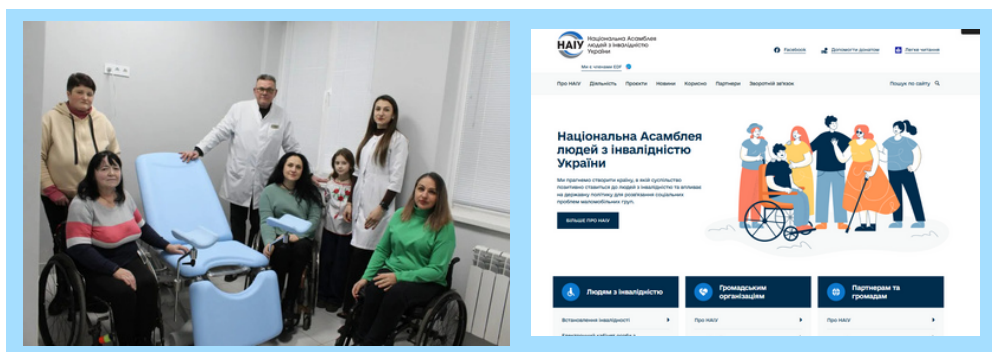 НАІУ
Національна Асамблея
людей з інвалідністю
України
Facebook
Допомогти донатом
Легке читання
Ми є членами EDF
Про НАІУ Діяльність Проєкти Новини Корисно Партнери Зворотній зв'язок Пошук по сайту
Національна Асамблея
людей з інвалідністю
України
Ми прагнемо створити країну, в якій суспільство
позитивно ставиться до людей з інвалідністю та впливає
на державну політику для розв'язання соціальних
проблем маломобільних груп.
БІЛЬШЕ ПРО НАІУ
Людям з інвалідністю
Громадським
організаціям
Партнерам та
громадам
Встановлення інвалідності
Про НАІУ
Про НАІУ